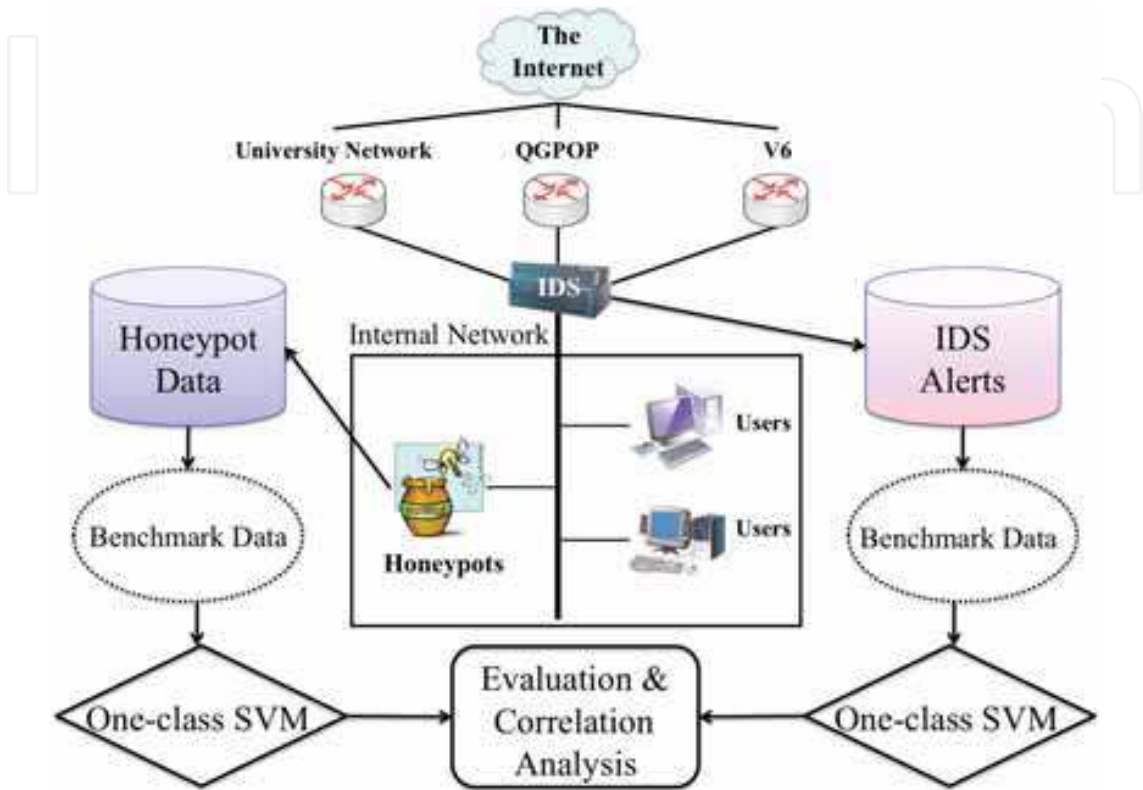 The
Internet
University Network
QGPOP
V6
IDS
Honeypot
Data
Internal Network
IDS
Alerts
Users
Users
Honeypots
Benchmark Data
Benchmark Data
One-class SVM
Evaluation &
Correlation
Analysis
One-class SVM